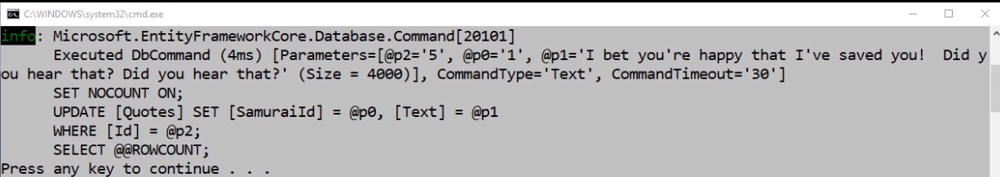 C:\WINDOWS\system32\cmd.exe
info: Microsoft.EntityFrameworkCore.Database.Command[20101]
      Executed DbCommand (4ms) [Parameters=[@p2='5', @p0='1', @p1='I bet you're happy that I've saved you!  Did y
ou hear that? Did you hear that?' (Size = 4000)], CommandType='Text', CommandTimeout='30']
      SET NOCOUNT ON;
      UPDATE [Quotes] SET [SamuraiId] = @p0, [Text] = @p1
      WHERE [Id] = @p2;
      SELECT @@ROWCOUNT;
Press any key to continue . . .